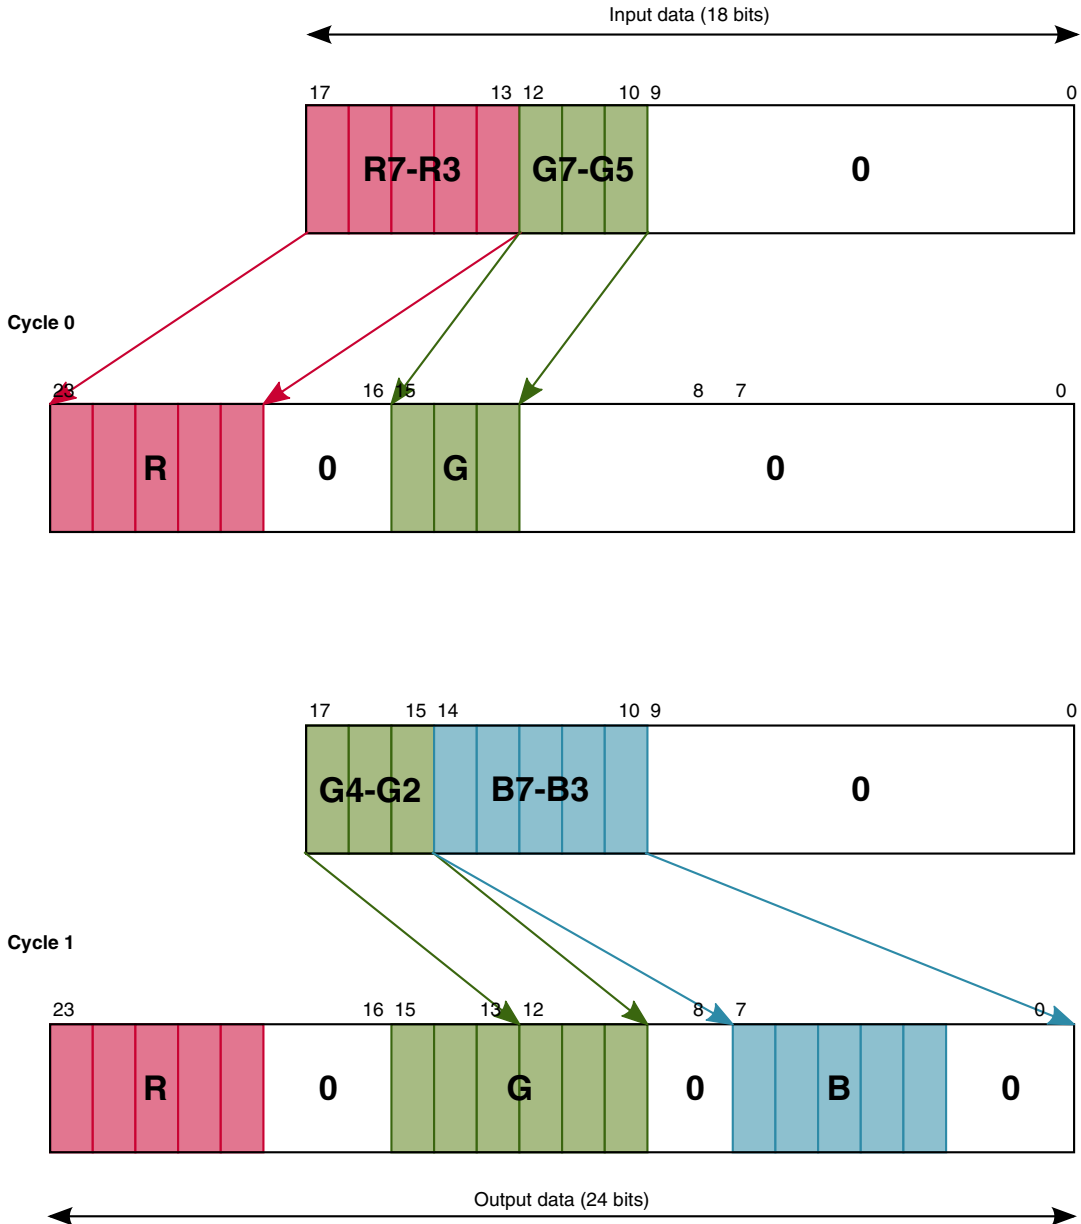 Input data (18 bits)
17 13 12 10 9 0
R7-R3 G7-G5 0
Cycle 0
23 16 15 8 7 0
R 0 G 0
17 15 14 10 9 0
G4-G2 B7-B3 0
Cycle 1
23 16 15 13 12 8 7 0
R 0 G 0 B 0
Output data (24 bits)